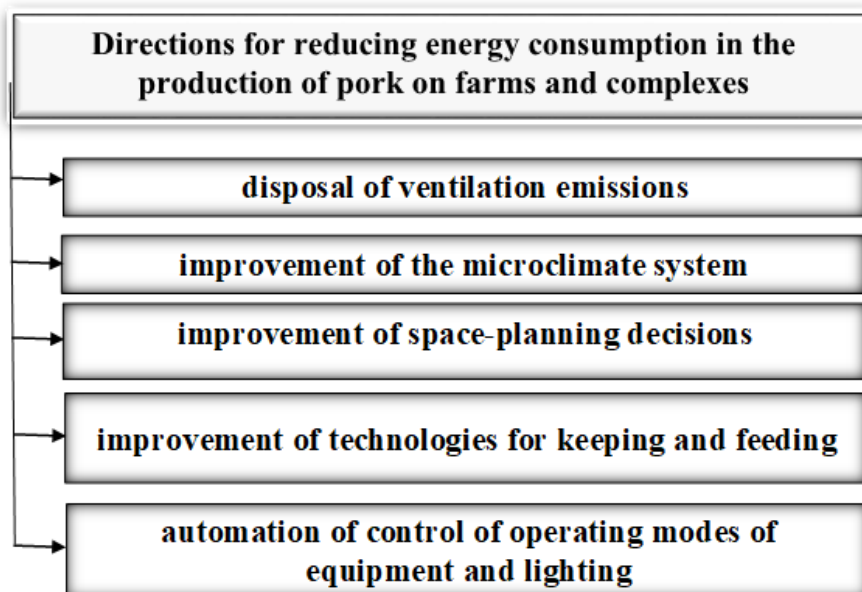 Directions for reducing energy consumption in the
production of pork on farms and complexes
disposal of ventilation emissions
improvement of the microclimate system
improvement of space-planning decisions
improvement of technologies for keeping and feeding
automation of control of operating modes of
equipment and lighting